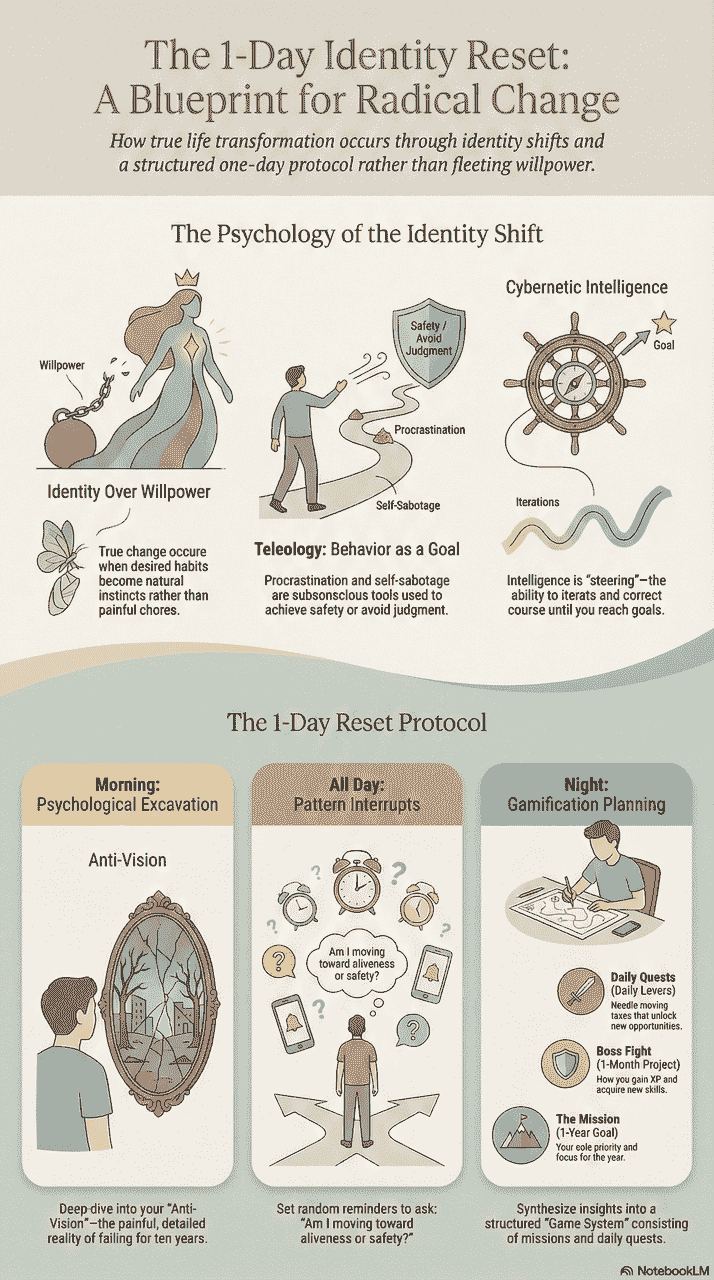 The 1-Day Identity Reset:
A Blueprint for Radical Change
How true life transformation occurs through identity shifts and
a structured one-day protocol rather than fleeting willpower.
The Psychology of the Identity Shift
Willpower
Identity Over Willpower
True change occure
when desired habits
become natural
instincts rather than
painful chores.
Safety /
Avoid
Judgment
Procrastination
Self-Sabotage
Teleology: Behavior as a Goal
Procrastination and self-sabotage
are subsonscious tools used to
achieve safety or avoid judgment.
Cybernetic Intelligence
Goal
Iterations
Intelligence is "steering"—the
ability to iterats and correct
course until you reach goals.
The 1-Day Reset Protocol
Morning:
Psychological Excavation
Anti-Vision
Deep-dive into your "Anti-
Vision"—the painful, detailed
reality of failing for ten years.
All Day:
Pattern Interrupts
? ?
?
? ?
Am I moving
toward aliveness
or safety?
?
?
Set random reminders to ask:
"Am I moving toward
aliveness or safety?"
Night:
Gamification Planning
Daily Quests
(Daily Levers)
Needle moving
taxes that unlock
new opportunities.
Boss Fight
(1-Month Project)
How you gain XP and
acquire new skills.
The Mission
(1-Year Goal)
Your eole priority and
focus for the year.
Synthesize insights into a
structured "Game System" consisting
of missions and daily quests.
NotebookLM